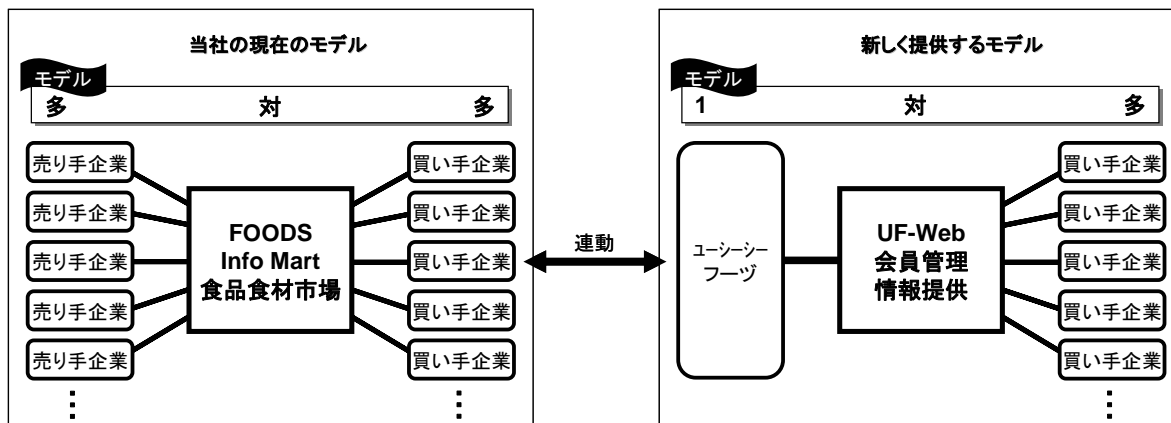 当社の現在のモデル
モデル
多 対 多
売り手企業
売り手企業
売り手企業
売り手企業
売り手企業
⋮
FOODS
Info Mart
食品食材市場
買い手企業
買い手企業
買い手企業
買い手企業
買い手企業
⋮
連動
新しく提供するモデル
モデル
1 対 多
ユーシーシー
フーヅ
UF-Web
会員管理
情報提供
買い手企業
買い手企業
買い手企業
買い手企業
買い手企業
⋮